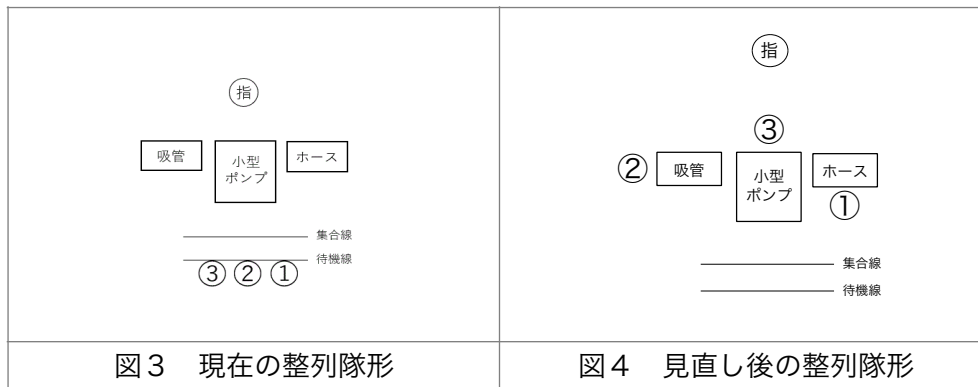 指
吸管
小型
ポンプ
ホース
集合線
待機線
③ ② ①
図3 現在の整列隊形
指
③
② 吸管
小型
ポンプ
ホース
①
集合線
待機線
図4 見直し後の整列隊形